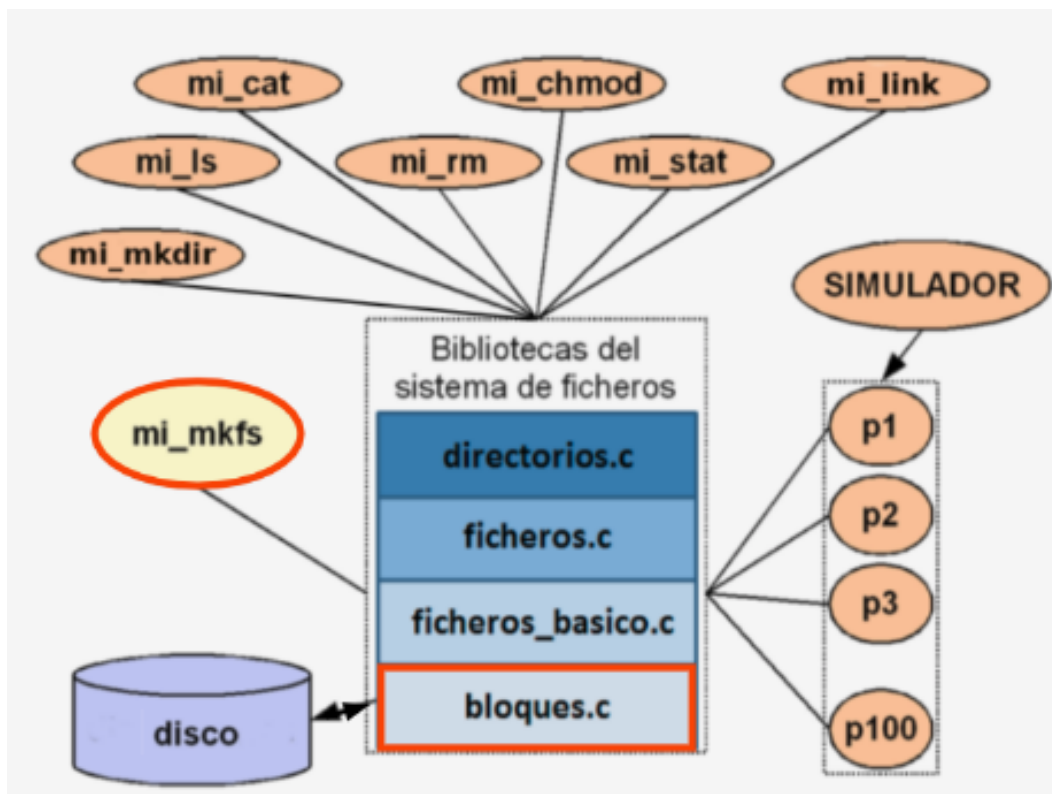 mi_cat
mi_chmod
mi_link
mi_ls
mi_rm
mi_stat
mi_mkdir
SIMULADOR
Bibliotecas del
sistema de ficheros
mi_mkfs
directorios.c
ficheros.c
ficheros_basico.c
bloques.c
disco
p1
p2
p3
p100